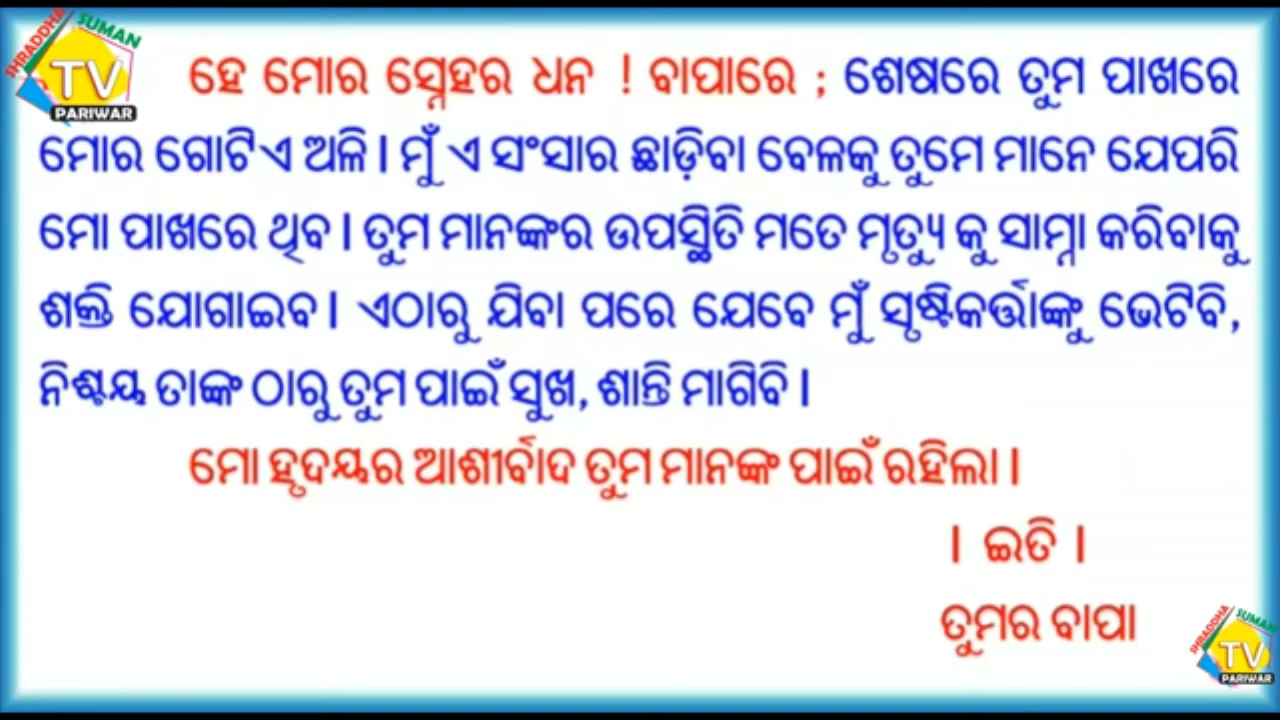 SHRADDHA SUMAN
TV
PARIWAR
ହେ ମୋର ସ୍ନେହର ଧନ ! ବାପାରେ ; ଶେଷରେ ତୁମ ପାଖରେ
ମୋର ଗୋଟିଏ ଅଳି । ମୁଁ ଏ ସଂସାର ଛାଡ଼ିବା ବେଳକୁ ତୁମେ ମାନେ ଯେପରି
ମୋ ପାଖରେ ଥିବ । ତୁମ ମାନଙ୍କର ଉପସ୍ଥିତି ମତେ ମୃତ୍ୟୁ କୁ ସାମ୍ନା କରିବାକୁ
ଶକ୍ତି ଯୋଗାଇବ । ଏଠାରୁ ଯିବା ପରେ ଯେବେ ମୁଁ ସୃଷ୍ଟିକର୍ତ୍ତାଙ୍କୁ ଭେଟିବି,
ନିଶ୍ଚୟ ତାଙ୍କ ଠାରୁ ତୁମ ପାଇଁ ସୁଖ, ଶାନ୍ତି ମାଗିବି ।
ମୋ ହୃଦୟର ଆଶୀର୍ବାଦ ତୁମ ମାନଙ୍କ ପାଇଁ ରହିଲା ।
। ଇତି ।
ତୁମର ବାପା
SHRADDHA SUMAN
TV
PARIWAR